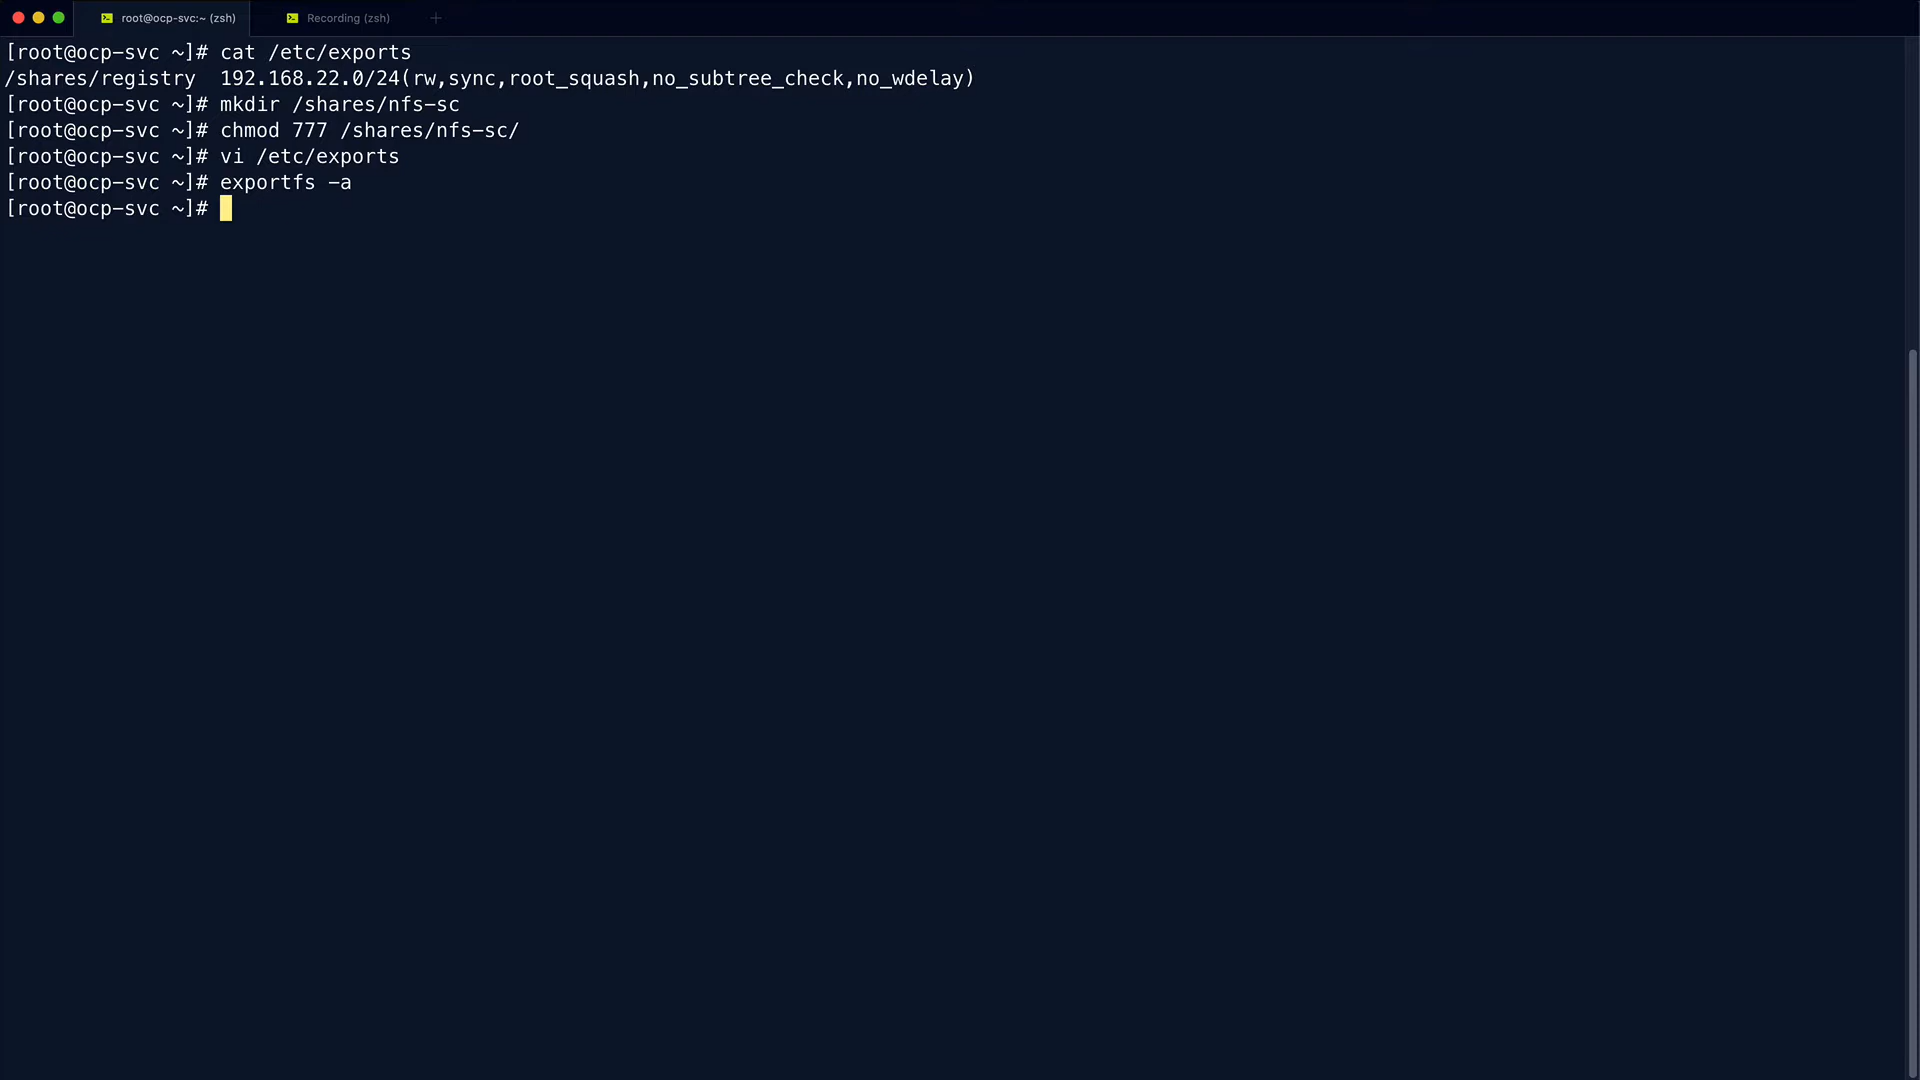 root@ocp-svc:~ (zsh) Recording (zsh) +
[root@ocp-svc ~]# cat /etc/exports
/shares/registry  192.168.22.0/24(rw,sync,root_squash,no_subtree_check,no_wdelay)
[root@ocp-svc ~]# mkdir /shares/nfs-sc
[root@ocp-svc ~]# chmod 777 /shares/nfs-sc/
[root@ocp-svc ~]# vi /etc/exports
[root@ocp-svc ~]# exportfs -a
[root@ocp-svc ~]#